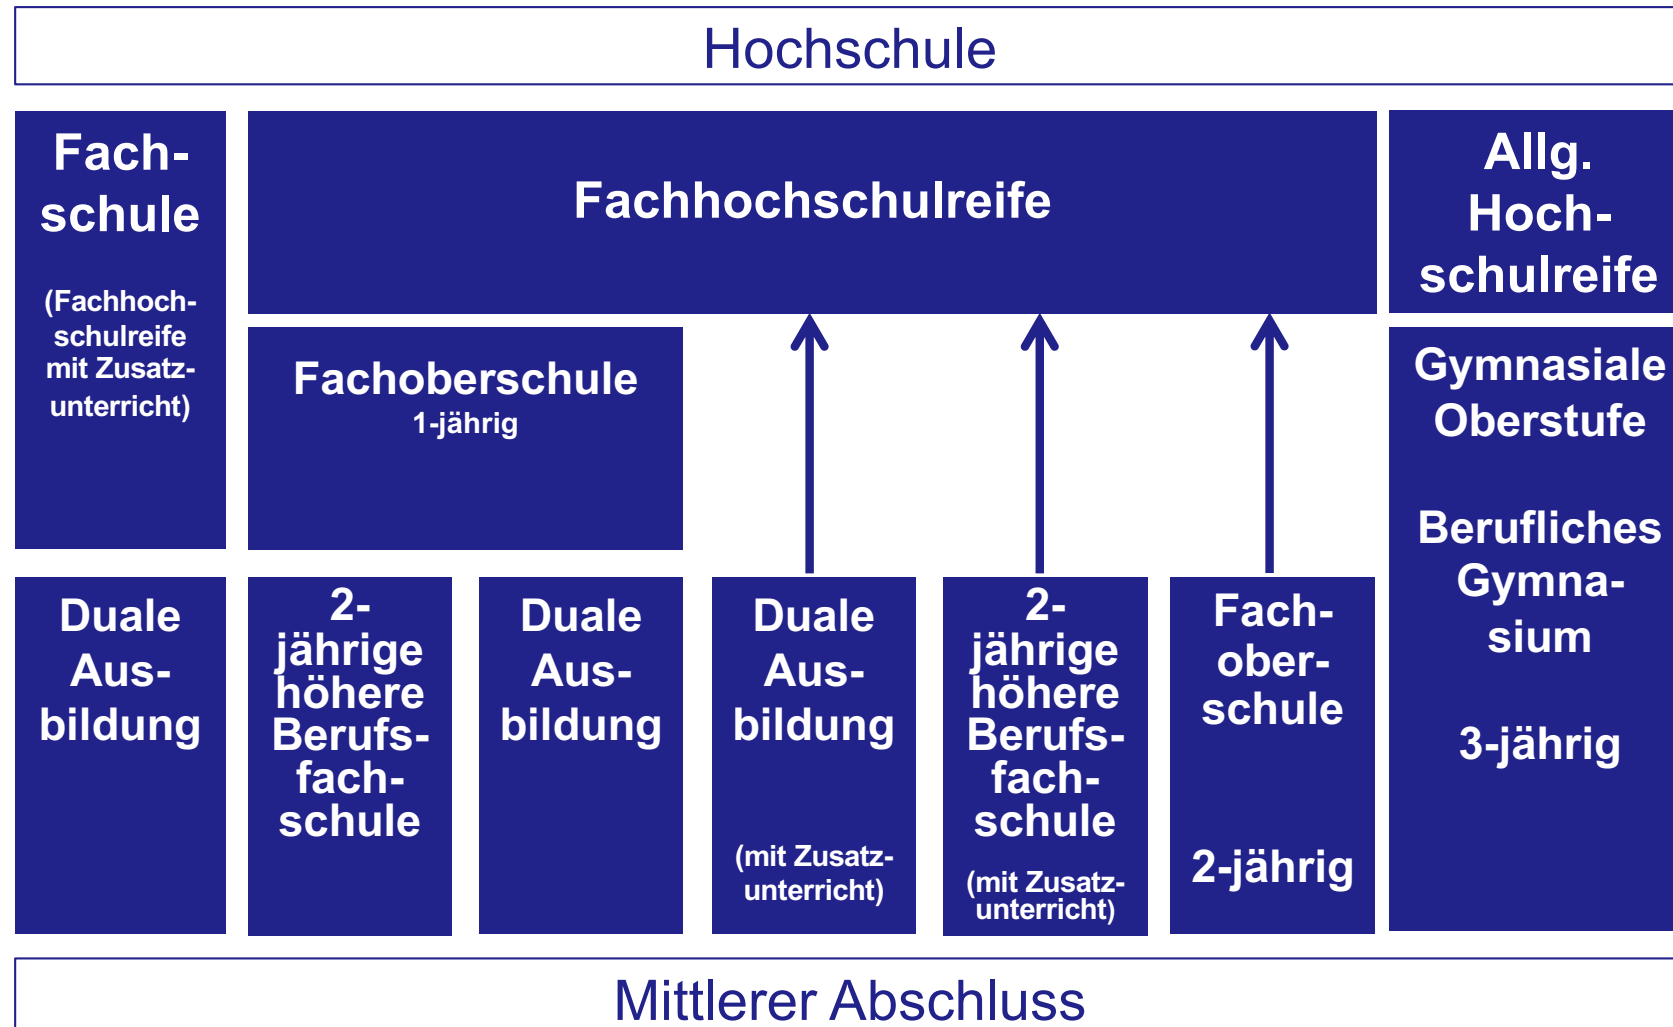 Hochschule
Fach-
schule
(Fachhoch-
schulreife
mit Zusatz-
unterricht)
Fachhochschulreife
Allg.
Hoch-
schulreife
Fachoberschule
1-jährig
Gymnasiale
Oberstufe
Berufliches
Gymna-
sium
3-jährig
Duale
Aus-
bildung
2-
jährige
höhere
Berufs-
fach-
schule
Duale
Aus-
bildung
Duale
Aus-
bildung
(mit Zusatz-
unterricht)
2-
jährige
höhere
Berufs-
fach-
schule
(mit Zusatz-
unterricht)
Fach-
ober-
schule
2-jährig
Mittlerer Abschluss